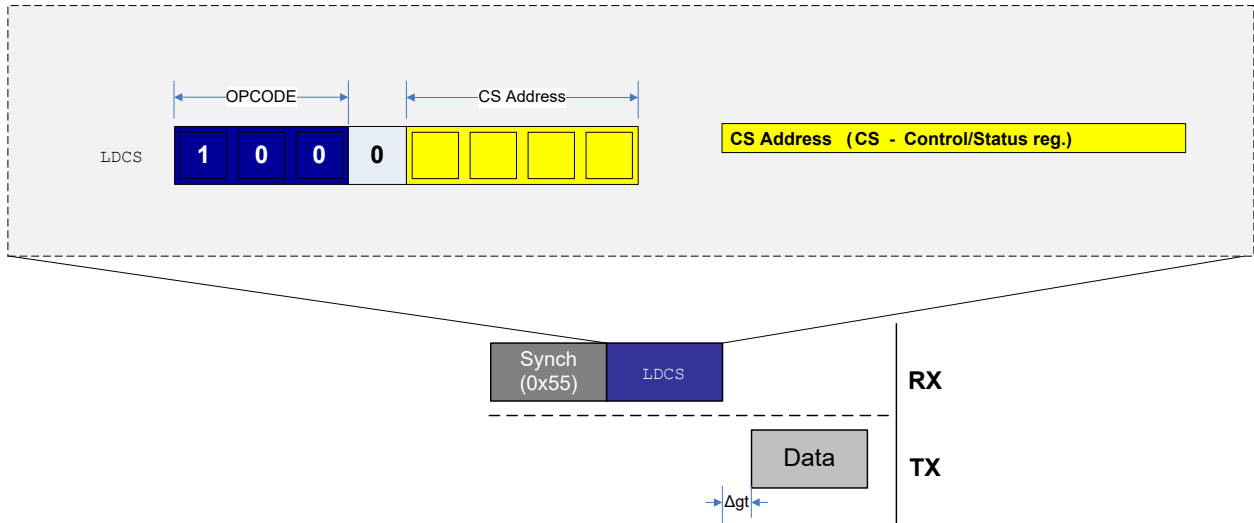 OPCODE
CS Address
LDCS
1 0 0 0
CS Address (CS - Control/Status reg.)
Synch
(0x55)
LDCS
RX
Data
TX
Δgt